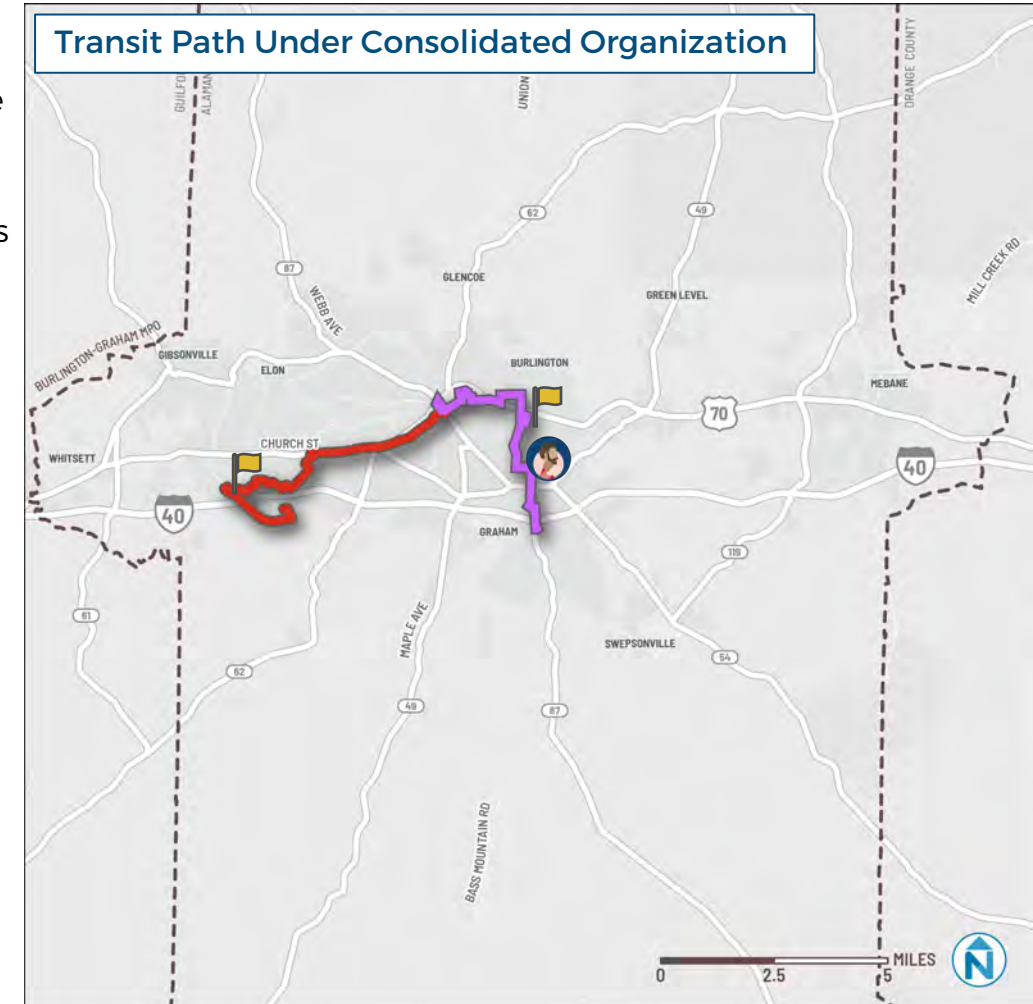 Transit Path Under Consolidated Organization
e
s
GUILFO
ALAMAN
UNION
ORANGE COUNTY
62
49
MILL CREEK RD
87
GLENCOE
WEBB AVE
GREEN LEVEL
BURLINGTON-GRAHAM MPO
GIBSONVILLE
ELON
BURLINGTON
MEBANE
70
CHURCH ST
WHITSETT
40
40
GRAHAM
119
61
MAPLE AVE
SWEPSONVILLE
54
62
49
87
BASS MOUNTAIN RD
MILES
0
2.5
5
N